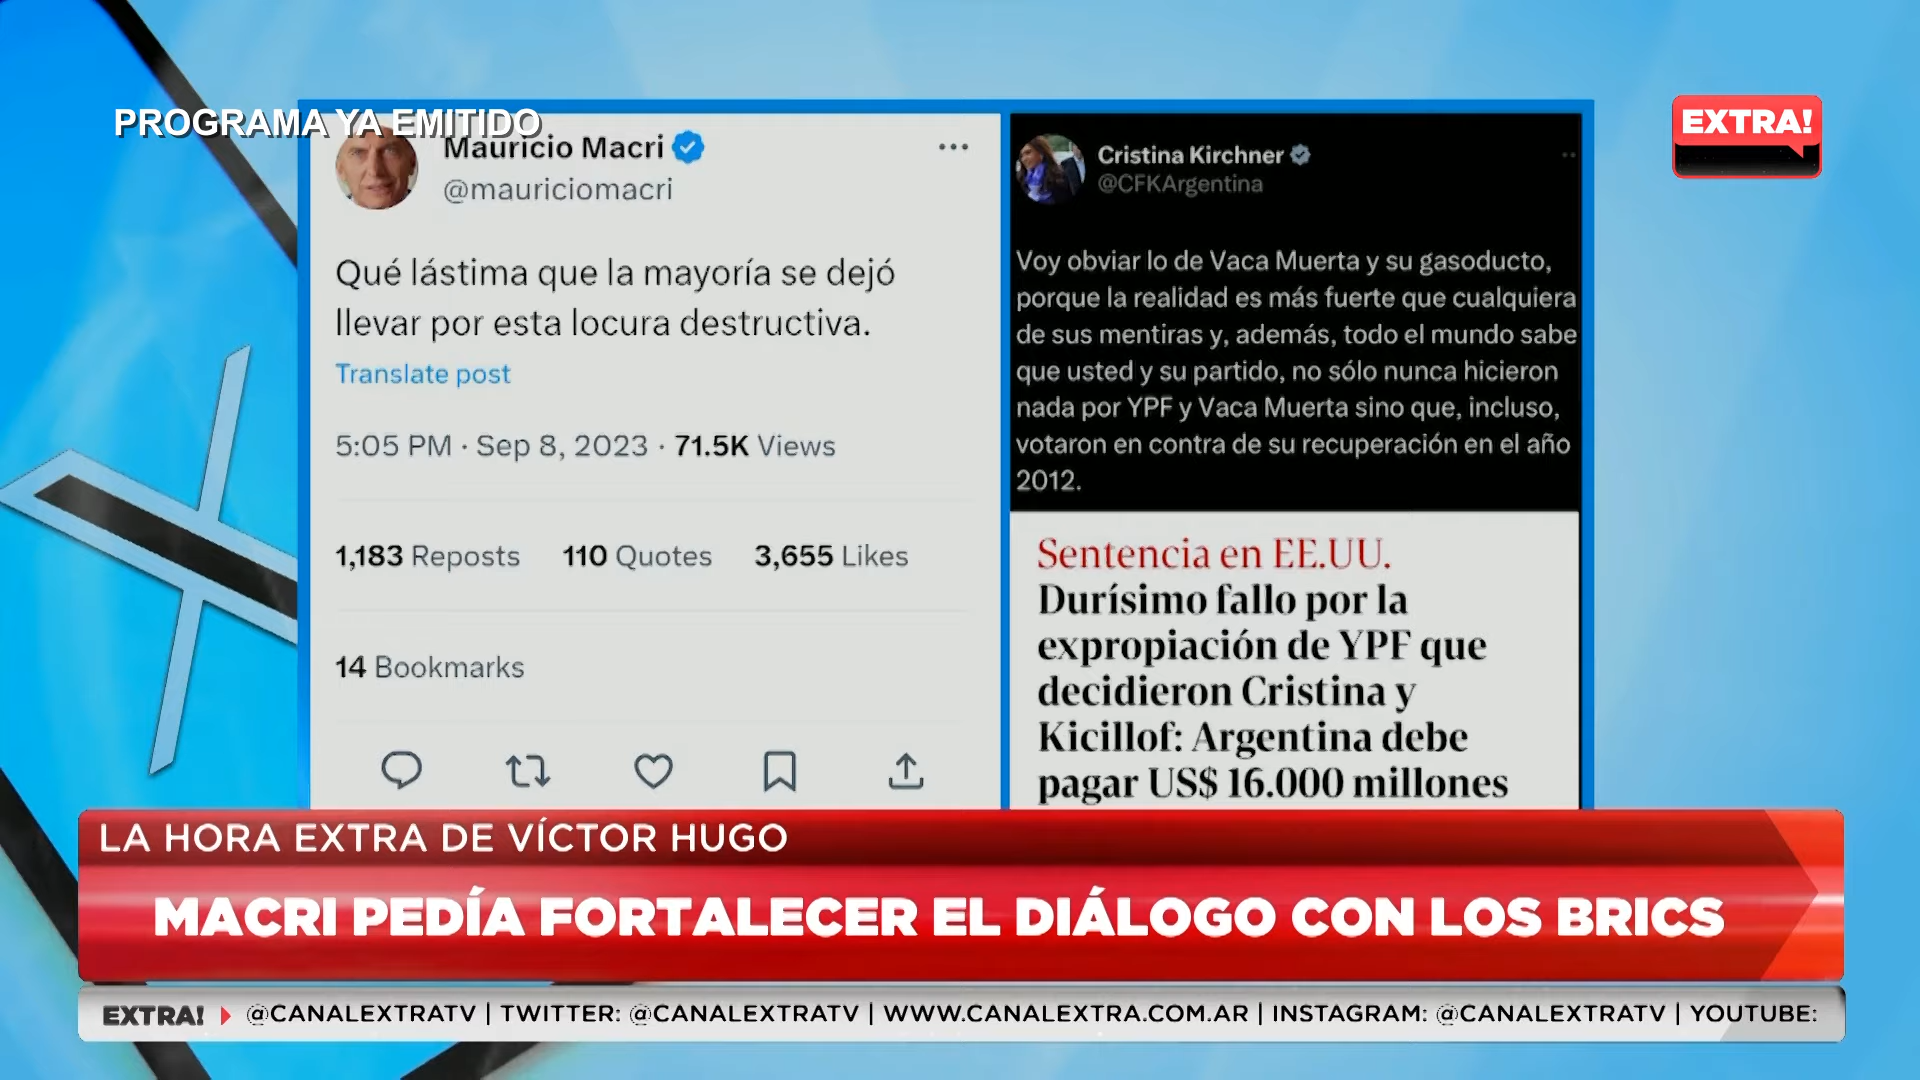 PROGRAMA YA EMITIDO
EXTRA!
Mauricio Macri
@mauriciomacri
Qué lástima que la mayoría se dejó
llevar por esta locura destructiva.
Translate post
5:05 PM · Sep 8, 2023 · 71.5K Views
1,183 Reposts 110 Quotes 3,655 Likes
14 Bookmarks
Cristina Kirchner
@CFKArgentina
Voy obviar lo de Vaca Muerta y su gasoducto,
porque la realidad es más fuerte que cualquiera
de sus mentiras y, además, todo el mundo sabe
que usted y su partido, no sólo nunca hicieron
nada por YPF y Vaca Muerta sino que, incluso,
votaron en contra de su recuperación en el año
2012.
Sentencia en EE.UU.
Durísimo fallo por la
expropiación de YPF que
decidieron Cristina y
Kicillof: Argentina debe
pagar US$ 16.000 millones
LA HORA EXTRA DE VÍCTOR HUGO
MACRI PEDÍA FORTALECER EL DIÁLOGO CON LOS BRICS
EXTRA! @CANALEXTRATV | TWITTER: @CANALEXTRATV | WWW.CANALEXTRA.COM.AR | INSTAGRAM: @CANALEXTRATV | YOUTUBE: